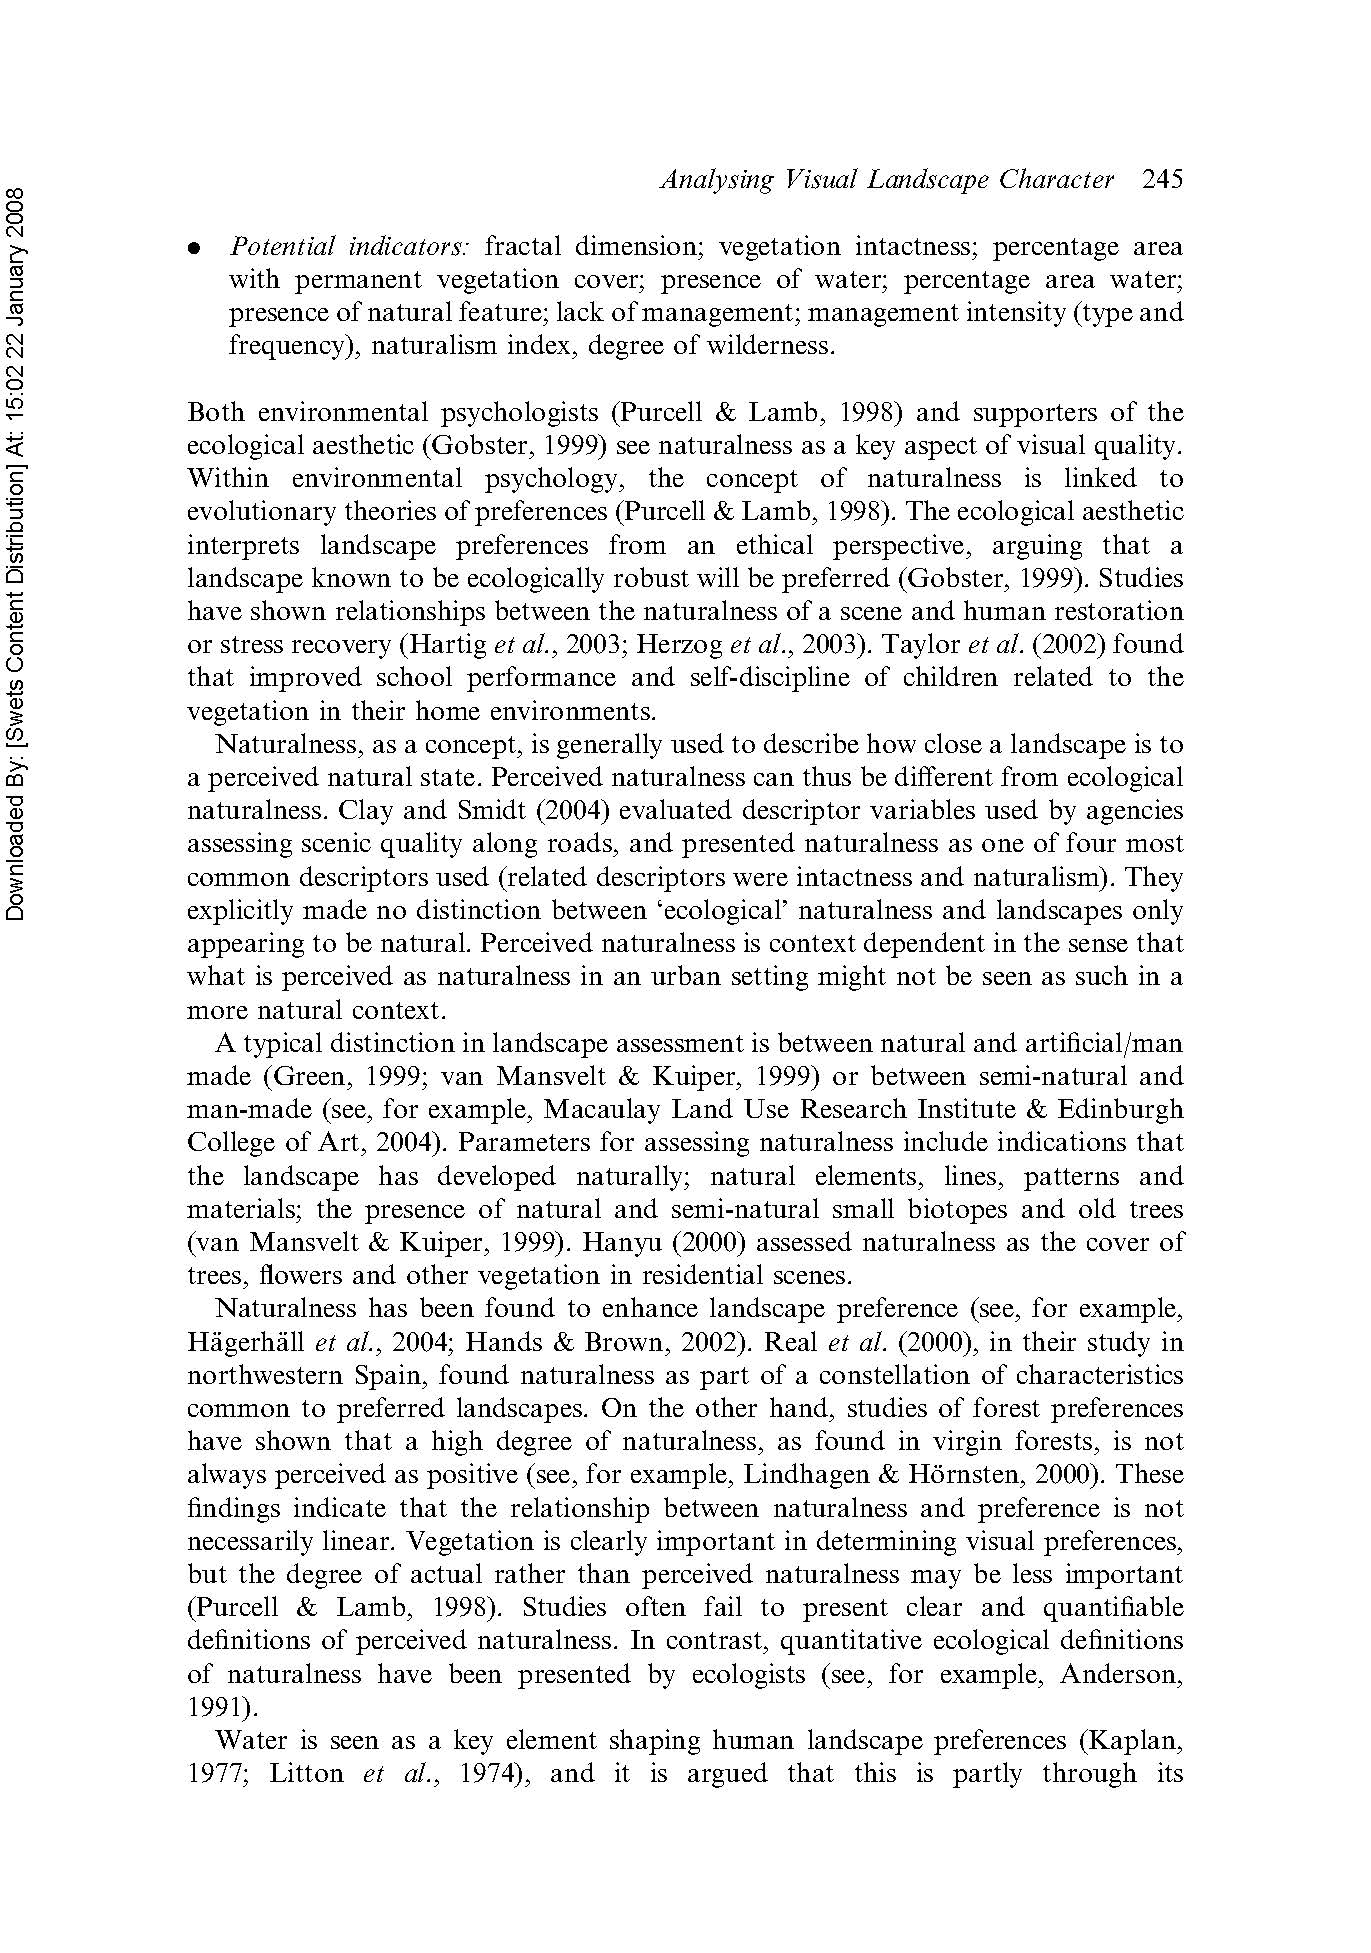 Analysing Visual Landscape Character 245
● Potential indicators: fractal dimension; vegetation intactness; percentage area
with permanent vegetation cover; presence of water; percentage area water;
presence of natural feature; lack of management; management intensity (type and
frequency), naturalism index, degree of wilderness.
Both environmental psychologists (Purcell & Lamb, 1998) and supporters of the
ecological aesthetic (Gobster, 1999) see naturalness as a key aspect of visual quality.
Within environmental psychology, the concept of naturalness is linked to
evolutionary theories of preferences (Purcell & Lamb, 1998). The ecological aesthetic
interprets landscape preferences from an ethical perspective, arguing that a
landscape known to be ecologically robust will be preferred (Gobster, 1999). Studies
have shown relationships between the naturalness of a scene and human restoration
or stress recovery (Hartig et al., 2003; Herzog et al., 2003). Taylor et al. (2002) found
that improved school performance and self-discipline of children related to the
vegetation in their home environments.
Naturalness, as a concept, is generally used to describe how close a landscape is to
a perceived natural state. Perceived naturalness can thus be different from ecological
naturalness. Clay and Smidt (2004) evaluated descriptor variables used by agencies
assessing scenic quality along roads, and presented naturalness as one of four most
common descriptors used (related descriptors were intactness and naturalism). They
explicitly made no distinction between ‘ecological’ naturalness and landscapes only
appearing to be natural. Perceived naturalness is context dependent in the sense that
what is perceived as naturalness in an urban setting might not be seen as such in a
more natural context.
A typical distinction in landscape assessment is between natural and artificial/man
made (Green, 1999; van Mansvelt & Kuiper, 1999) or between semi-natural and
man-made (see, for example, Macaulay Land Use Research Institute & Edinburgh
College of Art, 2004). Parameters for assessing naturalness include indications that
the landscape has developed naturally; natural elements, lines, patterns and
materials; the presence of natural and semi-natural small biotopes and old trees
(van Mansvelt & Kuiper, 1999). Hanyu (2000) assessed naturalness as the cover of
trees, flowers and other vegetation in residential scenes.
Naturalness has been found to enhance landscape preference (see, for example,
Hägerhäll et al., 2004; Hands & Brown, 2002). Real et al. (2000), in their study in
northwestern Spain, found naturalness as part of a constellation of characteristics
common to preferred landscapes. On the other hand, studies of forest preferences
have shown that a high degree of naturalness, as found in virgin forests, is not
always perceived as positive (see, for example, Lindhagen & Hörnsten, 2000). These
findings indicate that the relationship between naturalness and preference is not
necessarily linear. Vegetation is clearly important in determining visual preferences,
but the degree of actual rather than perceived naturalness may be less important
(Purcell & Lamb, 1998). Studies often fail to present clear and quantifiable
definitions of perceived naturalness. In contrast, quantitative ecological definitions
of naturalness have been presented by ecologists (see, for example, Anderson,
1991).
Water is seen as a key element shaping human landscape preferences (Kaplan,
1977; Litton et al., 1974), and it is argued that this is partly through its
Downloaded By: [Swets Content Distribution] At: 15:02 22 January 2008